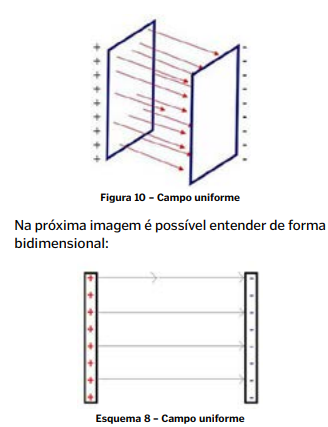 Figura 10 – Campo uniforme
Na próxima imagem é possível entender de forma
bidimensional:
Esquema 8 – Campo uniforme